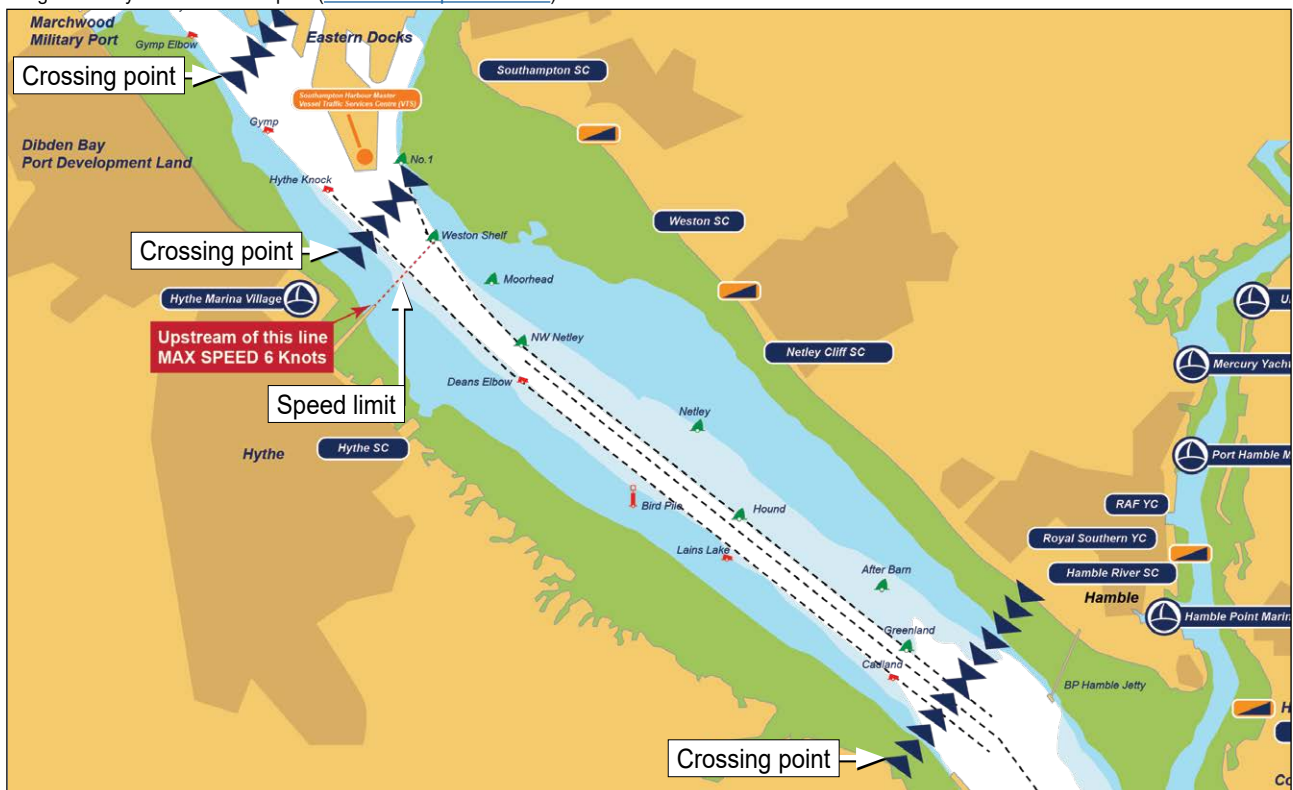 Marchwood
Military Port
Gymp Elbow
Eastern Docks
Crossing point
Southampton SC
Southampton Harbour Master
Vessel Traffic Services Centre (VTS)
Gymp
Dibden Bay
Port Development Land
No.1
Hythe Knock
Weston SC
Crossing point
Weston Shelf
Moorhead
Hythe Marina Village
Upstream of this line
MAX SPEED 6 Knots
NW Netley
Netley Cliff SC
Mercury Yach
Deans Elbow
Speed limit
Netley
Hythe
Hythe SC
Port Hamble M
Bird Pile
Hound
RAF YC
Royal Southern YC
Lains Lake
After Barn
Hamble River SC
Hamble
Hamble Point Marin
Greenland
Cadland
BP Hamble Jetty
H
Crossing point
Co